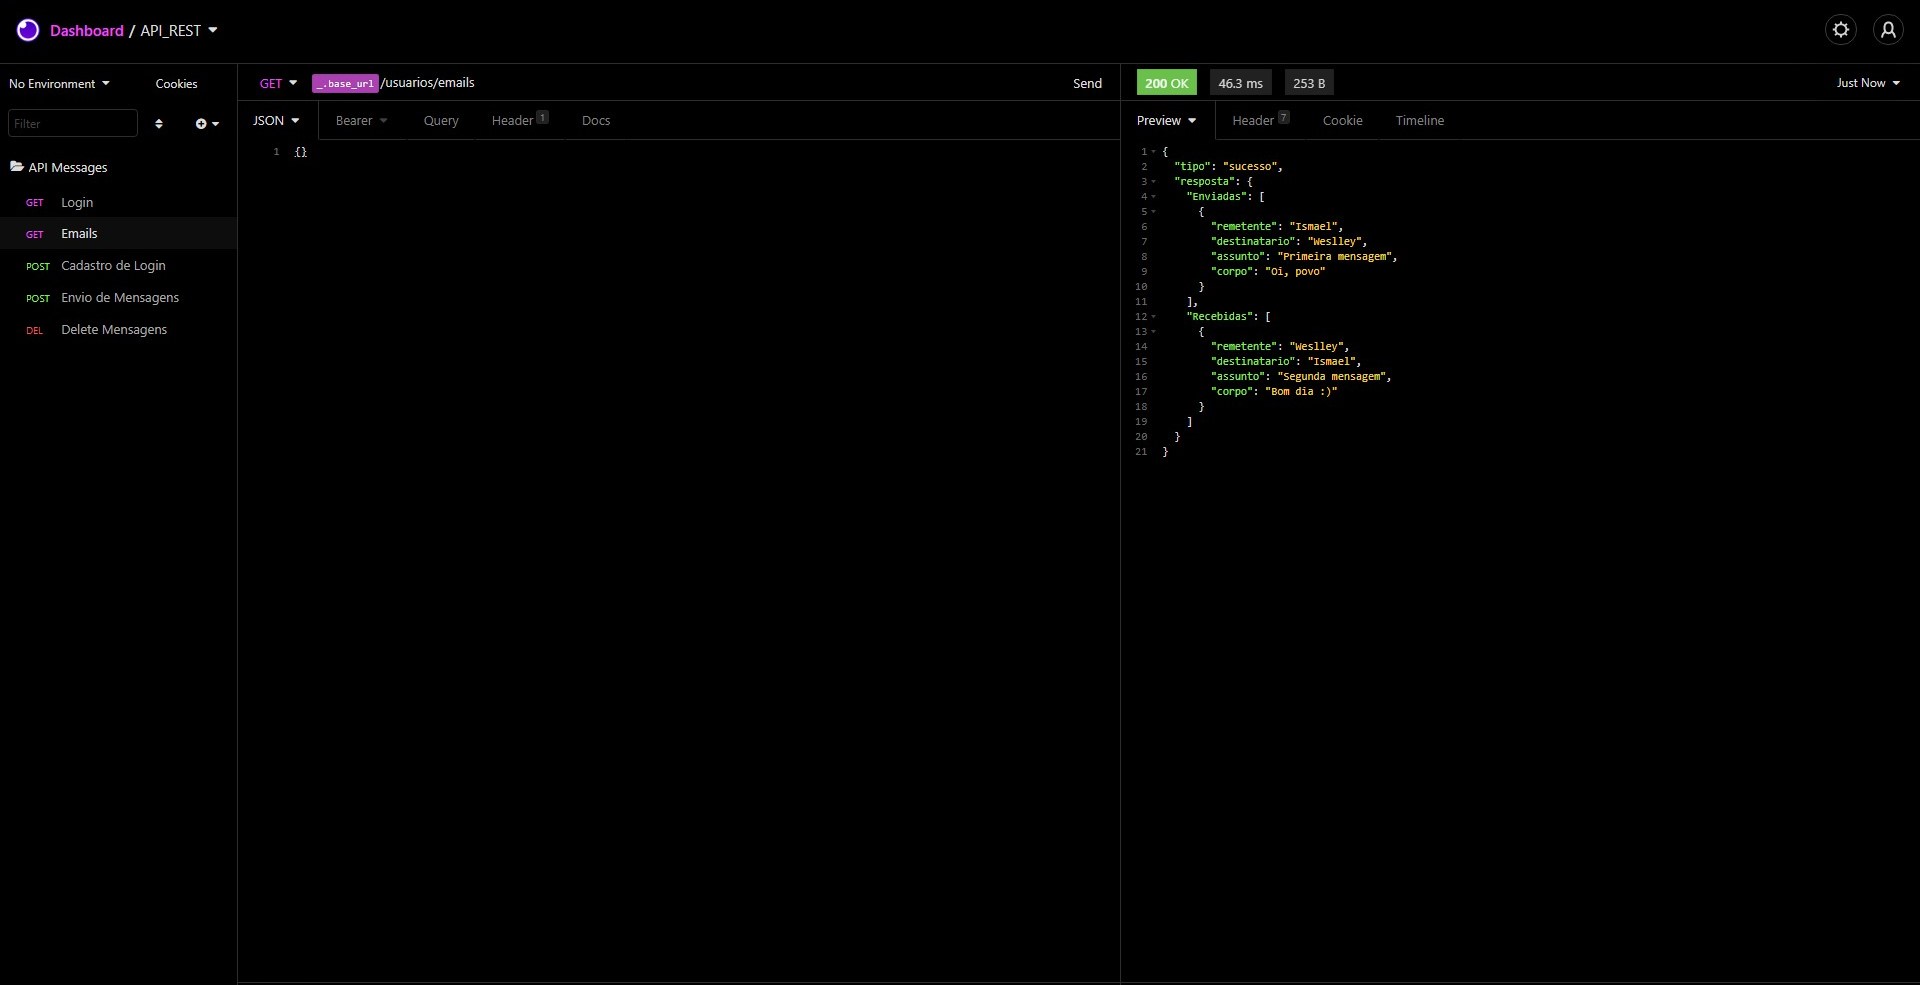 Dashboard / API_REST
No Environment Cookies
Filter
API Messages
GET Login
GET Emails
POST Cadastro de Login
POST Envio de Mensagens
DEL Delete Mensagens
GET _.base_url /usuarios/emails Send
JSON Bearer Query Header 1 Docs
1 {}
200 OK 46.3 ms 253 B Just Now
Preview Header 7 Cookie Timeline
1 {
2 "tipo": "sucesso",
3 "resposta": {
4 "Enviadas": [
5 {
6 "remetente": "Ismael",
7 "destinatario": "Weslley",
8 "assunto": "Primeira mensagem",
9 "corpo": "Oi, povo"
10 }
11 ],
12 "Recebidas": [
13 {
14 "remetente": "Weslley",
15 "destinatario": "Ismael",
16 "assunto": "Segunda mensagem",
17 "corpo": "Bom dia :)"
18 }
19 ]
20 }
21 }